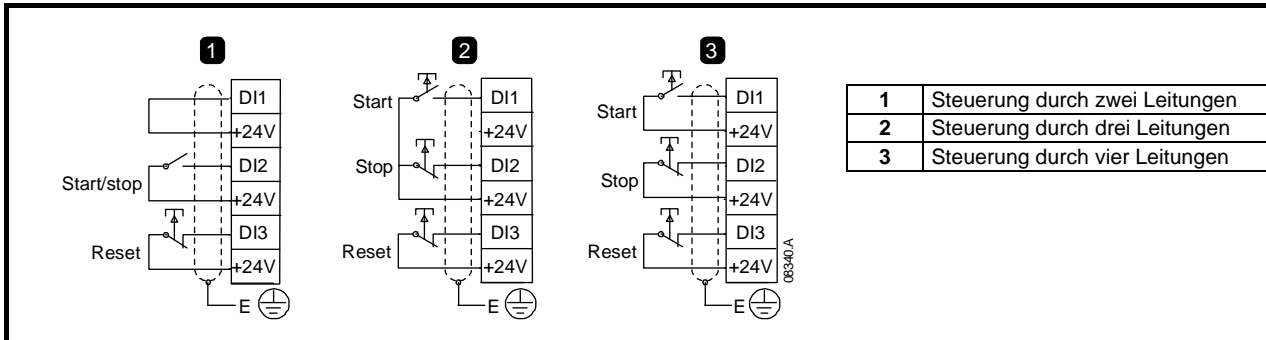 1
DI1
+24V
DI2
Start/stop
+24V
DI3
Reset
+24V
E
2
Start
DI1
+24V
Stop
DI2
+24V
DI3
Reset
+24V
E
3
DI1
Start
+24V
DI2
Stop
+24V
DI3
Reset
+24V
E
08340.A
1 Steuerung durch zwei Leitungen
2 Steuerung durch drei Leitungen
3 Steuerung durch vier Leitungen